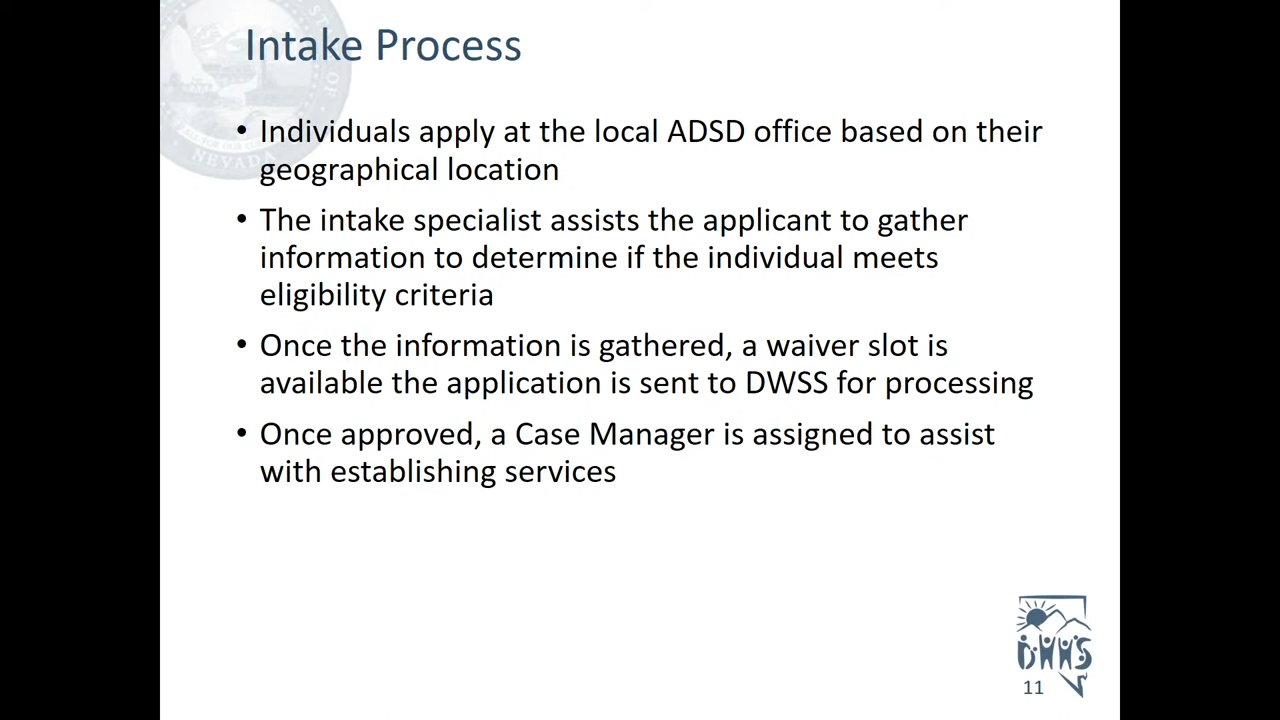 Intake Process
• Individuals apply at the local ADSD office based on their
geographical location
• The intake specialist assists the applicant to gather
information to determine if the individual meets
eligibility criteria
• Once the information is gathered, a waiver slot is
available the application is sent to DWSS for processing
• Once approved, a Case Manager is assigned to assist
with establishing services
NEVADA
DHHS
11